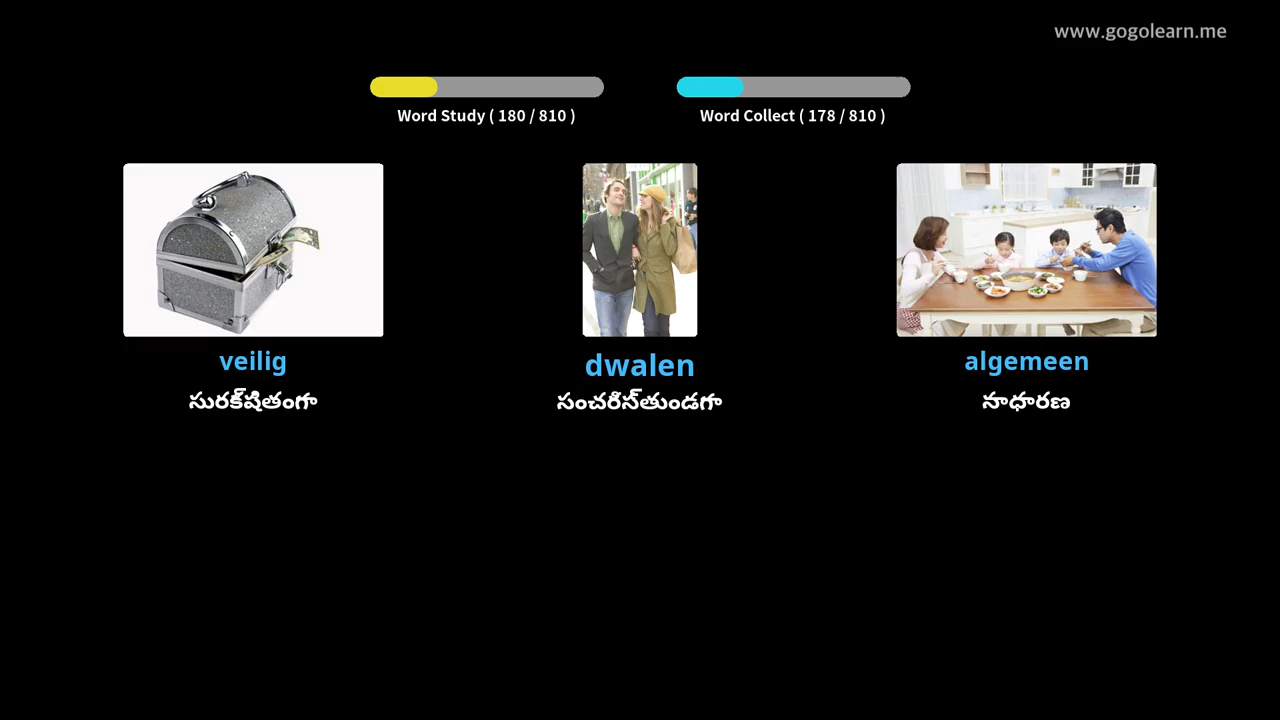 www.gogolearn.me
Word Study ( 180 / 810 )
Word Collect ( 178 / 810 )
veilig
dwalen
algemeen
సురక్‌షితంగా
సంచరిన్‌తుండగా
సాధారణ